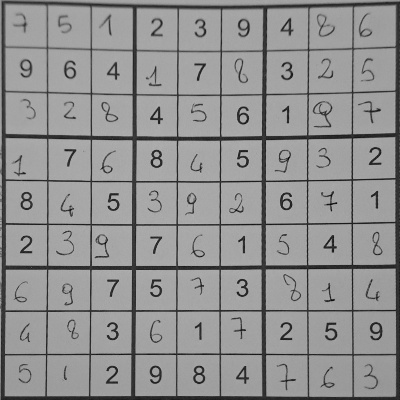 7 5 1 2 3 9 4 8 6
9 6 4 1 7 8 3 2 5
3 2 8 4 5 6 1 9 7
1 7 6 8 4 5 9 3 2
8 4 5 3 9 2 6 7 1
2 3 9 7 6 1 5 4 8
6 9 7 5 7 3 8 1 4
4 8 3 6 1 7 2 5 9
5 1 2 9 8 4 7 6 3